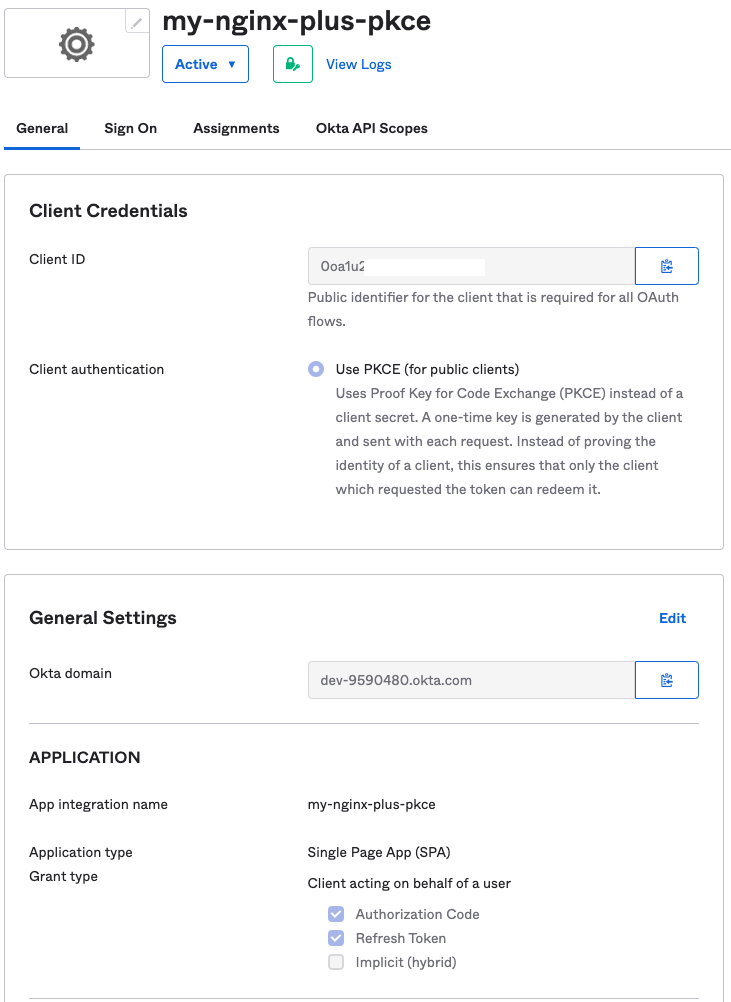 my-nginx-plus-pkce
Active ▼
View Logs
General Sign On Assignments Okta API Scopes
Client Credentials
Client ID
0oa1u2
Public identifier for the client that is required for all OAuth
flows.
Client authentication
Use PKCE (for public clients)
Uses Proof Key for Code Exchange (PKCE) instead of a
client secret. A one-time key is generated by the client
and sent with each request. Instead of proving the
identity of a client, this ensures that only the client
which requested the token can redeem it.
General Settings
Edit
Okta domain
dev-9590480.okta.com
APPLICATION
App integration name
my-nginx-plus-pkce
Application type
Single Page App (SPA)
Grant type
Client acting on behalf of a user
Authorization Code
Refresh Token
Implicit (hybrid)